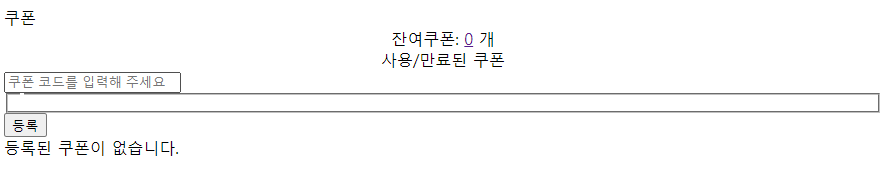 쿠폰
잔여쿠폰: 0 개
사용/만료된 쿠폰
쿠폰 코드를 입력해 주세요
등록
등록된 쿠폰이 없습니다.